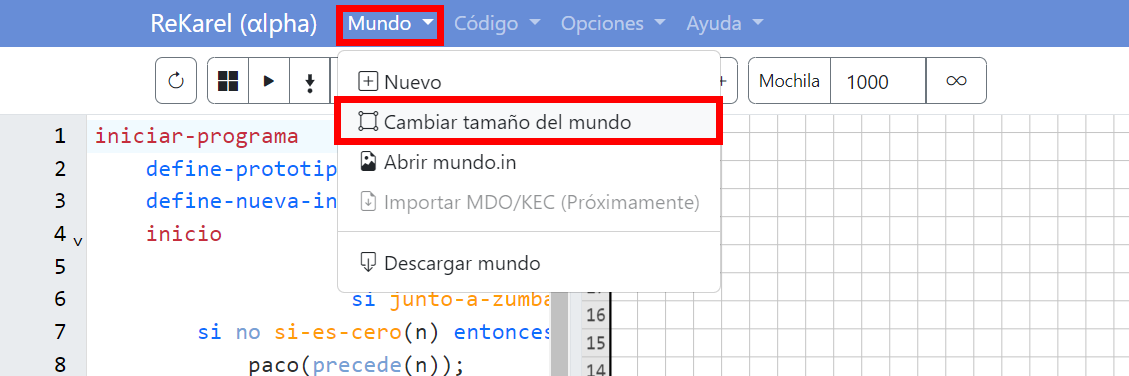 ReKarel (αlpha) Mundo Código Opciones Ayuda
Mochila 1000 ∞
Nuevo
Cambiar tamaño del mundo
Abrir mundo.in
Importar MDO/KEC (Próximamente)
Descargar mundo
1 iniciar-programa
2 define-prototip
3 define-nueva-in
4 inicio
5
6 si junto-a-zumba
7 si no si-es-cero(n) entonces
8 paco(precede(n));
16
15
14